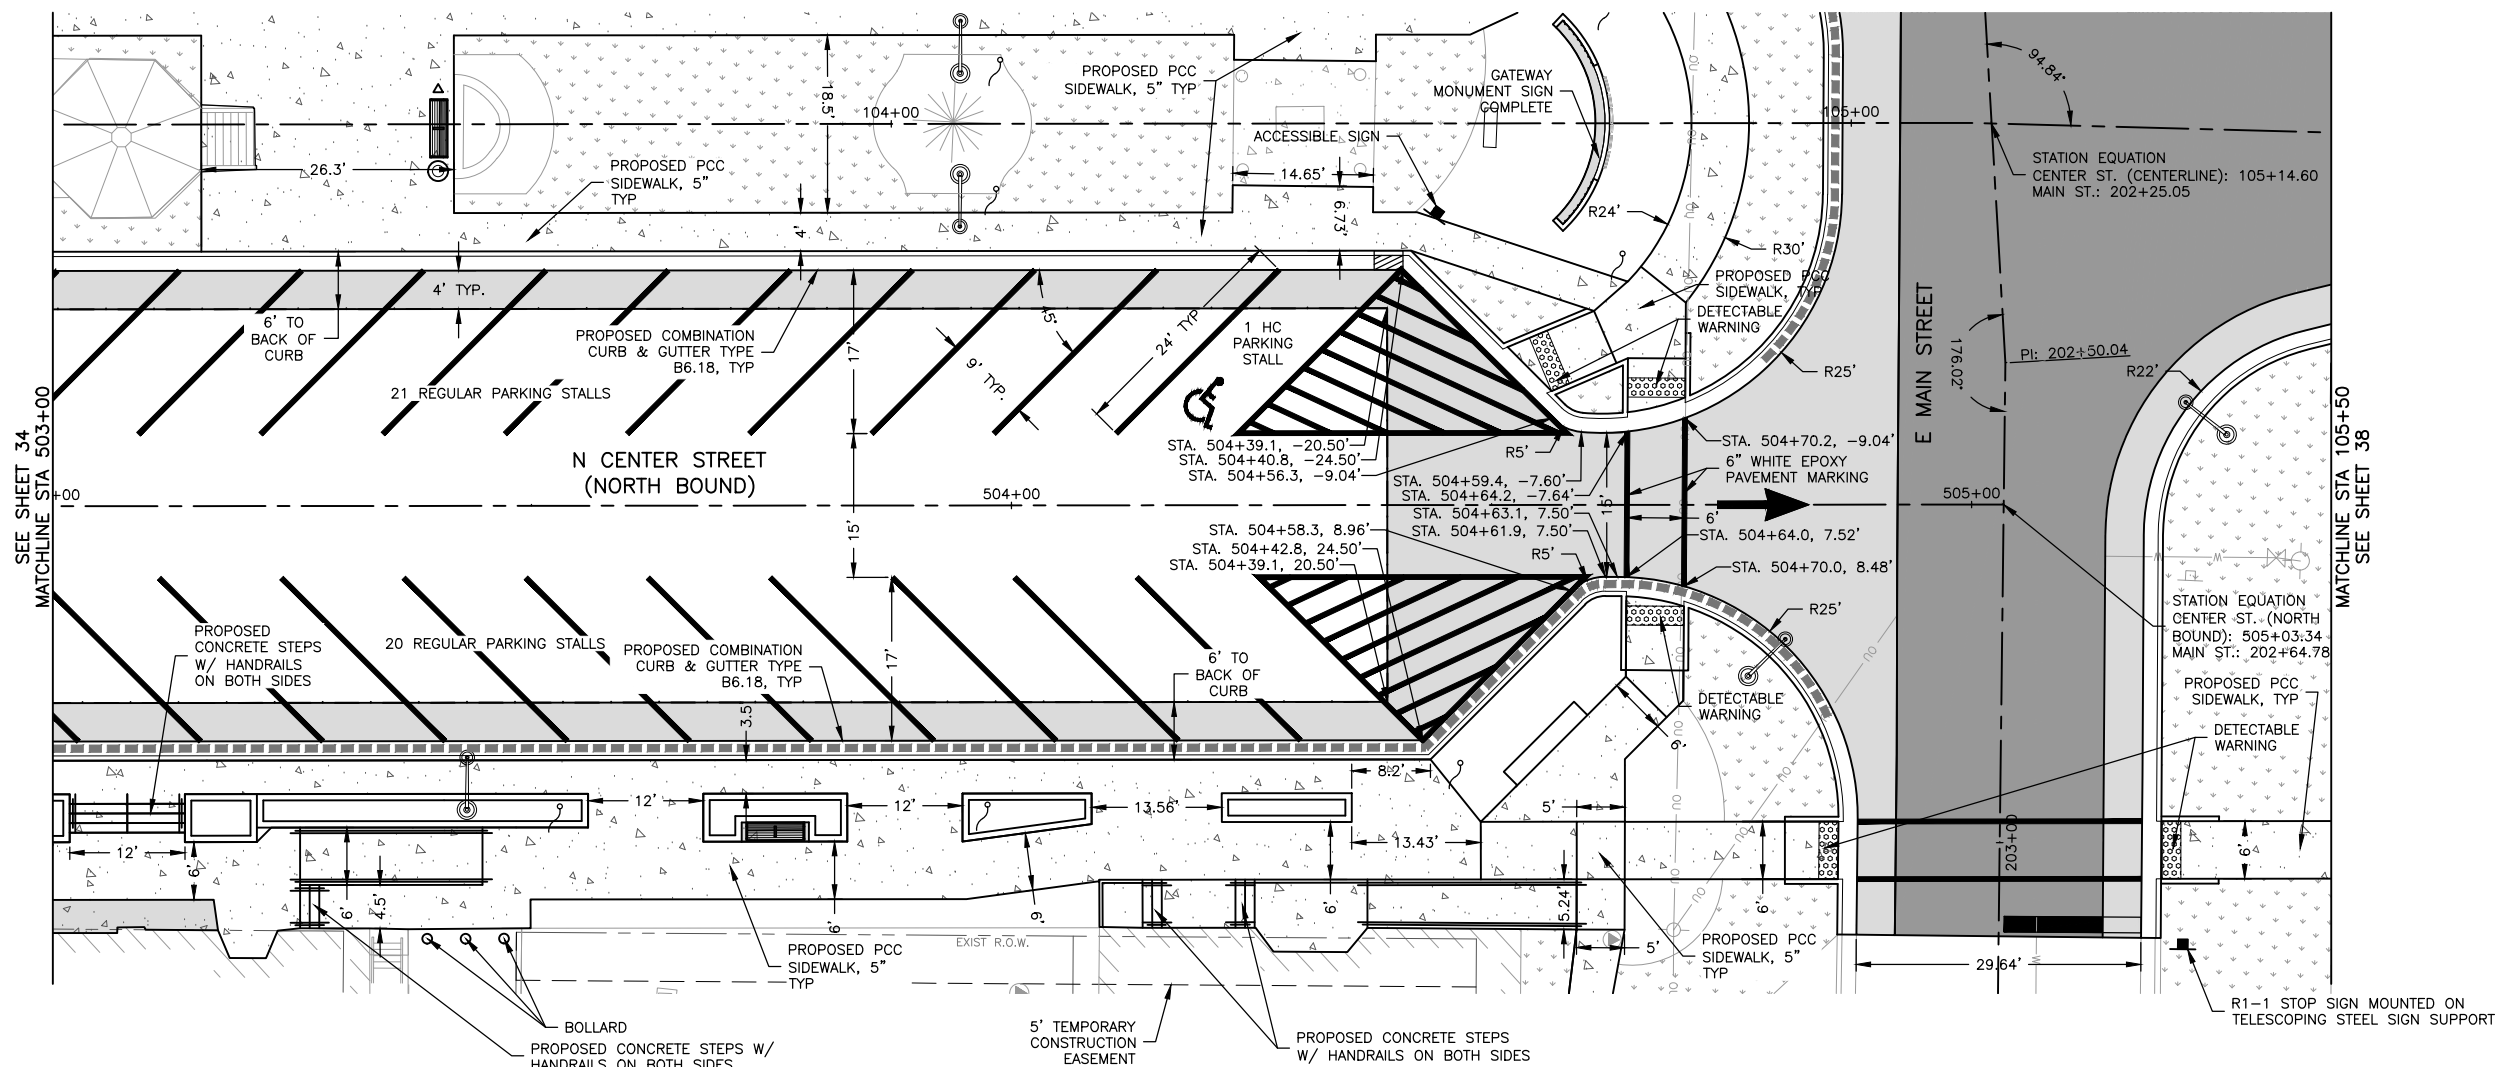 SEE SHEET 34
MATCHLINE STA 503+00
+00
26.3'
PROPOSED PCC
SIDEWALK, 5"
TYP
18.5'
104+00
PROPOSED PCC
SIDEWALK, 5" TYP
ACCESSIBLE SIGN
14.65'
6.73'
4'
GATEWAY
MONUMENT SIGN
COMPLETE
R24'
R30'
105+00
94.84°
STATION EQUATION
CENTER ST. (CENTERLINE): 105+14.60
MAIN ST.: 202+25.05
PROPOSED PCC
SIDEWALK, TYP
DETECTABLE
WARNING
4' TYP.
6' TO
BACK OF
CURB
PROPOSED COMBINATION
CURB & GUTTER TYPE
B6.18, TYP
17'
45°
9' TYP.
24' TYP
1 HC
PARKING
STALL
21 REGULAR PARKING STALLS
R25'
E MAIN STREET
176.02°
PI: 202+50.04
R22'
N CENTER STREET
(NORTH BOUND)
504+00
15'
STA. 504+39.1, -20.50'
STA. 504+40.8, -24.50'
STA. 504+56.3, -9.04'
R5'
STA. 504+59.4, -7.60'
STA. 504+64.2, -7.64'
STA. 504+63.1, 7.50'
STA. 504+61.9, 7.50'
STA. 504+58.3, 8.96'
STA. 504+42.8, 24.50'
STA. 504+39.1, 20.50'
R5'
15'
STA. 504+70.2, -9.04'
6" WHITE EPOXY
PAVEMENT MARKING
6'
STA. 504+64.0, 7.52'
STA. 504+70.0, 8.48'
R25'
505+00
MATCHLINE STA 105+50
SEE SHEET 38
STATION EQUATION
CENTER ST. (NORTH
BOUND): 505+03.34
MAIN ST.: 202+64.78
PROPOSED PCC
SIDEWALK, TYP
DETECTABLE
WARNING
PROPOSED
CONCRETE STEPS
W/ HANDRAILS
ON BOTH SIDES
20 REGULAR PARKING STALLS
PROPOSED COMBINATION
CURB & GUTTER TYPE
B6.18, TYP
17'
6' TO
BACK OF
CURB
3.5'
DETECTABLE
WARNING
6'
8.2'
12'
12'
13.56'
13.43'
5'
12'
6'
6'
4.5'
6'
9'
6'
5.24'
6'
5'
203+00
6'
29.64'
EXIST R.O.W.
PROPOSED PCC
SIDEWALK, 5"
TYP
PROPOSED PCC
SIDEWALK, 5"
TYP
BOLLARD
PROPOSED CONCRETE STEPS W/
HANDRAILS ON BOTH SIDES
5' TEMPORARY
CONSTRUCTION
EASEMENT
PROPOSED CONCRETE STEPS
W/ HANDRAILS ON BOTH SIDES
R1-1 STOP SIGN MOUNTED ON
TELESCOPING STEEL SIGN SUPPORT